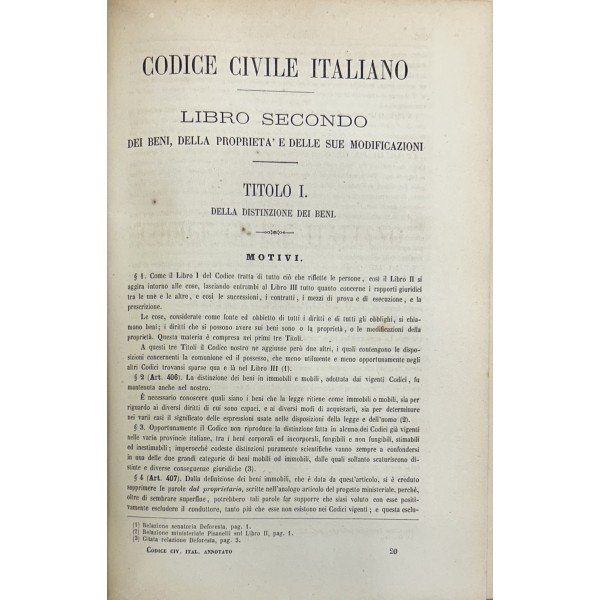 CODICE CIVILE ITALIANO
LIBRO SECONDO
DEI BENI, DELLA PROPRIETA' E DELLE SUE MODIFICAZIONI
TITOLO I.
DELLA DISTINZIONE DEI BENI.
MOTIVI.
§ 1. Come il Libro I del Codice tratta di tutto ciò che riflette le persone, così il Libro II si
aggira intorno alle cose, lasciando entrambi al Libro III tutto quanto concerne i rapporti giuridici
tra le une e le altre, e così le successioni, i contratti, i mezzi di prova e di esecuzione, e la
prescrizione.
Le cose, considerate come fonte ed obbietto di tutti i diritti e di tutti gli obblighi, si chia-
mano beni; i diritti che si possono avere sui beni sono o la proprietà, o le modificazioni della
proprietà. Questa materia è compresa nei primi tre Titoli.
A questi tre Titoli il Codice nostro ne aggiunse però due altri, i quali contengono le dispo-
sizioni concernenti la comunione ed il possesso, che meno utilmente e meno opportunamente negli
altri Codici trovansi sparse qua e là nel Libro III (1).
§ 2 (Art. 406). La distinzione dei beni in immobili e mobili, adottata dai vigenti Codici, fu
mantenuta anche nel nostro.
È necessario conoscere quali sieno i beni che la legge ritiene come immobili o mobili, sia per
riguardo ai diversi diritti di cui sono capaci, e ai diversi modi di acquistarli, sia per determinare
nei varii casi il significato delle espressioni usate nelle disposizioni della legge e dell'uomo (2).
§ 3. Opportunamente il Codice non riproduce la distinzione fatta in alcuno dei Codici già vigenti
nelle varie provincie italiane, tra i beni corporali ed incorporali, fungibili e non fungibili, stimabili
ed inestimabili; imperocchè codeste distinzioni puramente scientifiche vanno sempre a confondersi
in una delle due grandi categorie di beni mobili od immobili, dalle quali soltanto scaturiscono di-
stinte e diverse conseguenze giuridiche (3).
§ 4 (Art. 407). Dalla definizione dei beni immobili, che è data da quest'articolo, si è creduto
supprimere le parole dal proprietario, scritte nell'analogo articolo del progetto ministeriale, perchè,
oltre di sembrare superflue, potrebbero tali parole far supporre che siasi voluto con esse positi-
vamente escludere il conduttore, tanto più che esse non esistono nei Codici vigenti; e questa esclu-
(1) Relazione senatoria Deforesta, pag. 1.
(2) Relazione ministeriale Pisanelli sul Libro II, pag. 1.
(3) Citata relazione Deforesta, pag. 3.
CODICE CIV. ITAL. ANNOTATO 20